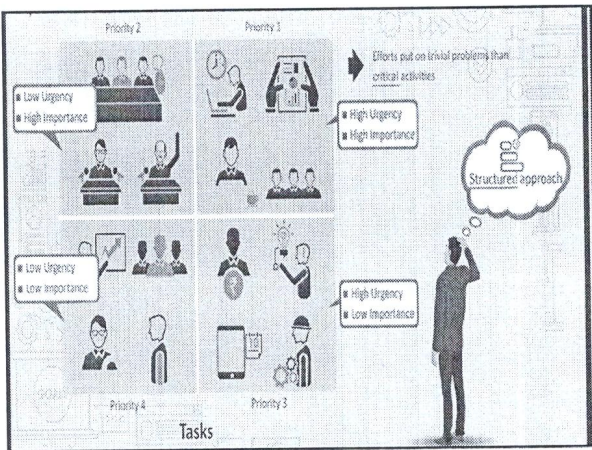 Priority 2
Priority 1
Efforts put on trivial problems than
critical activities
Low Urgency
High Importance
High Urgency
High Importance
Structured approach
Low Urgency
Low Importance
High Urgency
Low Importance
10
Priority 4
Priority 3
Tasks